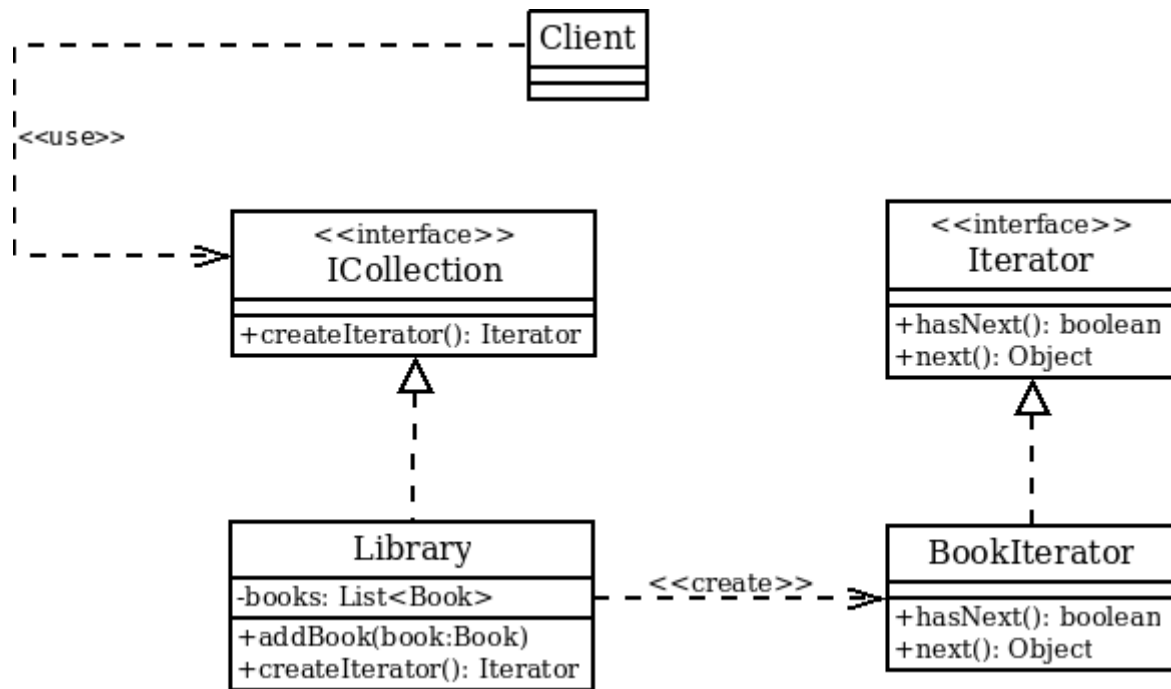 Client
<<use>>
<<interface>>
ICollection
+createIterator(): Iterator
<<interface>>
Iterator
+hasNext(): boolean
+next(): Object
Library
-books: List<Book>
+addBook(book:Book)
+createIterator(): Iterator
<<create>>
BookIterator
+hasNext(): boolean
+next(): Object